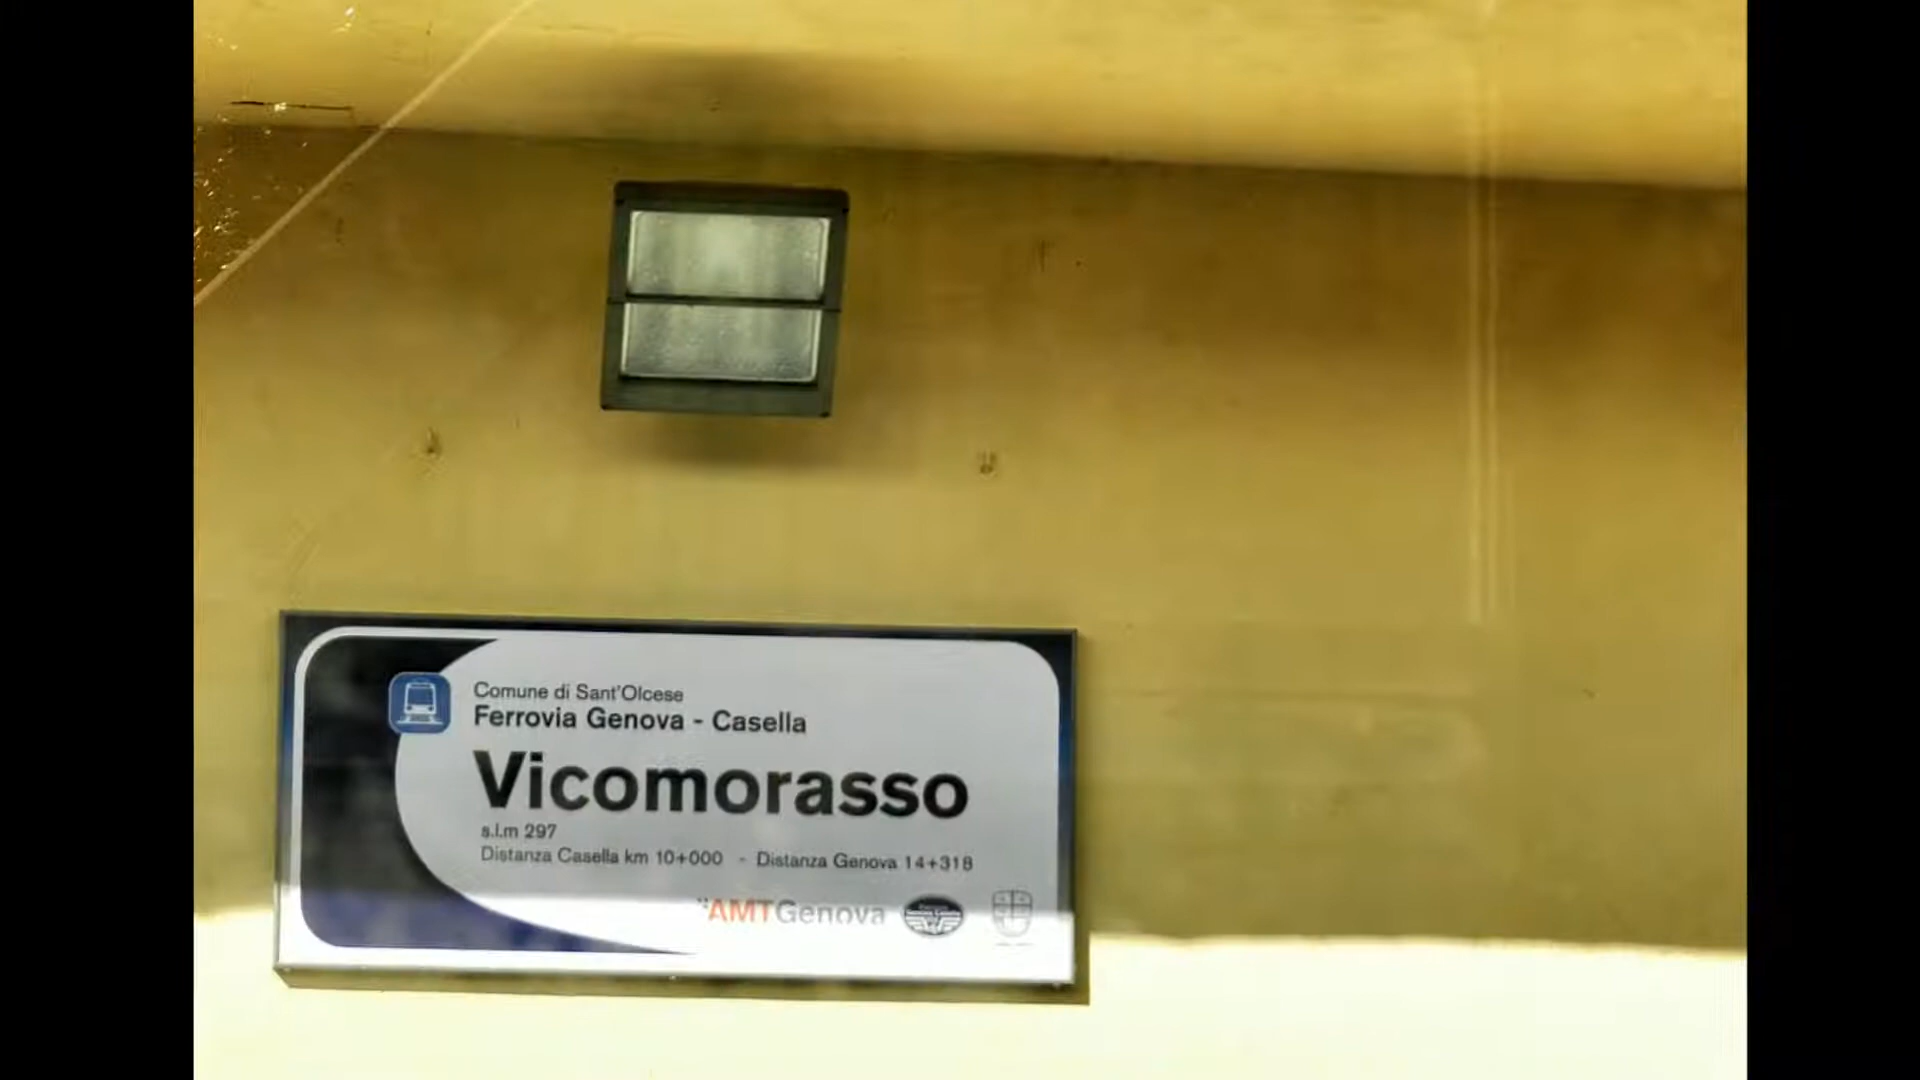 Comune di Sant'Olcese
Ferrovia Genova - Casella
Vicomorasso
s.l.m 297
Distanza Casella km 10+000 - Distanza Genova 14+318
AMTGenova